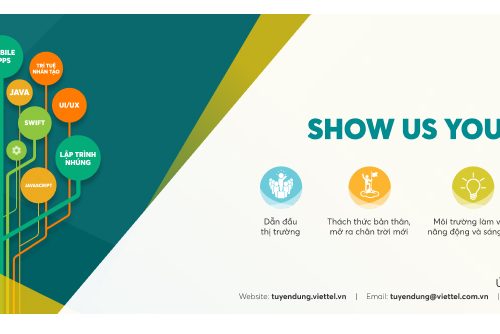 BILE
PPS
TRÍ TUỆ
NHÂN TẠO
JAVA
UI/UX
SWIFT
LẬP TRÌNH
NHÚNG
JAVASCRIPT
SHOW US YOU
Dẫn đầu
thị trường
Thách thức bản thân,
mở ra chân trời mới
Môi trường làm v
năng động và sáng
Website: tuyendung.viettel.vn | Email: tuyendung@viettel.com.vn |